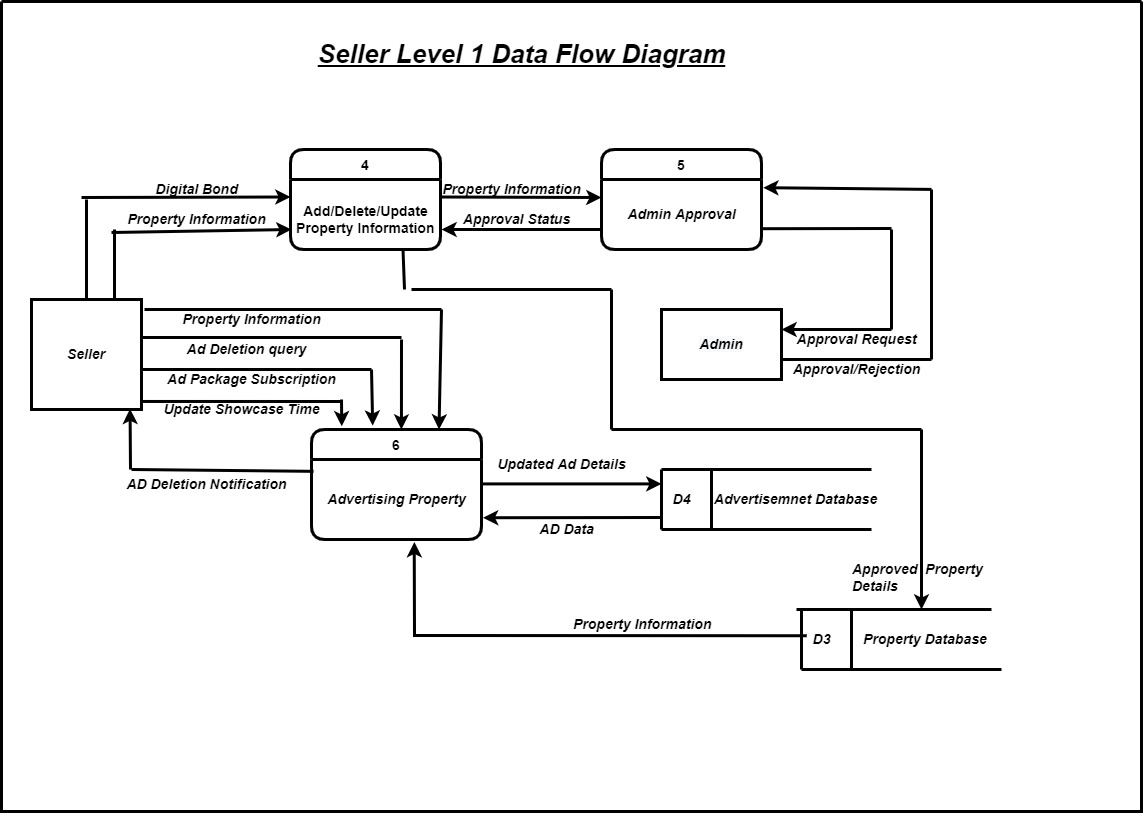 Seller Level 1 Data Flow Diagram
4
5
Digital Bond
Property Information
Add/Delete/Update
Property Information
Property Information
Approval Status
Admin Approval
Seller
Property Information
Ad Deletion query
Ad Package Subscription
Update Showcase Time
Admin
Approval Request
Approval/Rejection
6
Advertising Property
AD Deletion Notification
Updated Ad Details
AD Data
D4
Advertisemnet Database
Approved Property
Details
Property Information
D3
Property Database